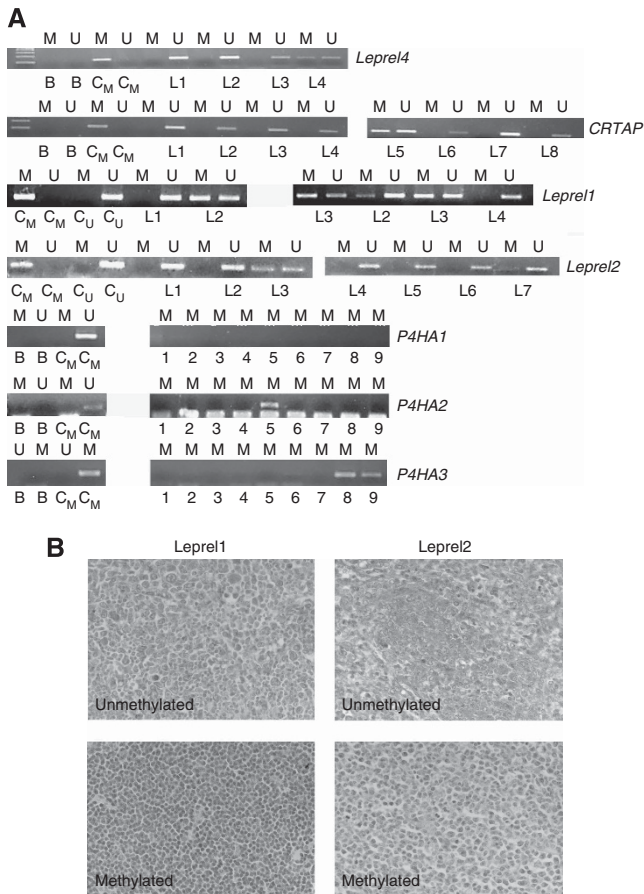 A
M U M U M U M U M U M U
Leprel4
B B CM CM L1 L2 L3 L4
M U M U M U M U M U M U M U M U M U M U
CRTAP
B B CM CM L1 L2 L3 L4 L5 L6 L7 L8
M U M U M U M U M U M U M U M U
Leprel1
CM CM CU CU L1 L2 L3 L2 L3 L4
M U M U M U M U M U M U M U M U M U
Leprel2
CM CM CU CU L1 L2 L3 L4 L5 L6 L7
M U M U M M M M M M M M M
P4HA1
B B CM CM 1 2 3 4 5 6 7 8 9
M U M U M M M M M M M M M
P4HA2
B B CM CM 1 2 3 4 5 6 7 8 9
U M U M M M M M M M M M M
P4HA3
B B CM CM 1 2 3 4 5 6 7 8 9
B
Leprel1 Leprel2
Unmethylated Unmethylated
Methylated Methylated